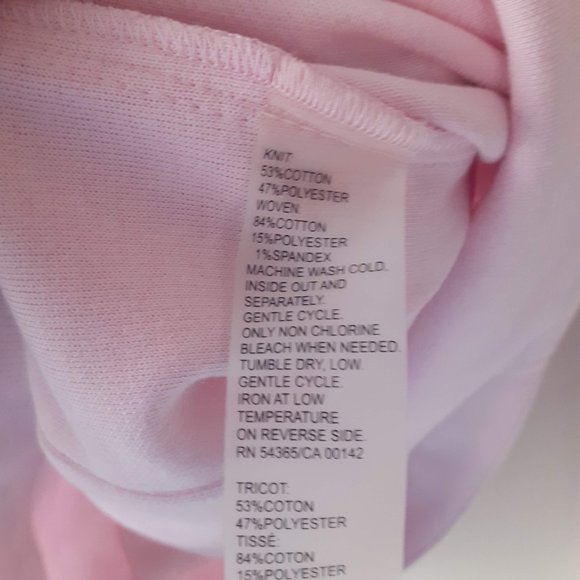 KNIT
53%COTTON
47%POLYESTER
WOVEN:
84%COTTON
15%POLYESTER
1%SPANDEX
MACHINE WASH COLD.
INSIDE OUT AND
SEPARATELY.
GENTLE CYCLE.
ONLY NON CHLORINE
BLEACH WHEN NEEDED.
TUMBLE DRY, LOW.
GENTLE CYCLE.
IRON AT LOW
TEMPERATURE
ON REVERSE SIDE.
RN 54365/CA 00142
TRICOT:
53%COTON
47%POLYESTER
TISSÉ:
84%COTON
15%POLYESTER